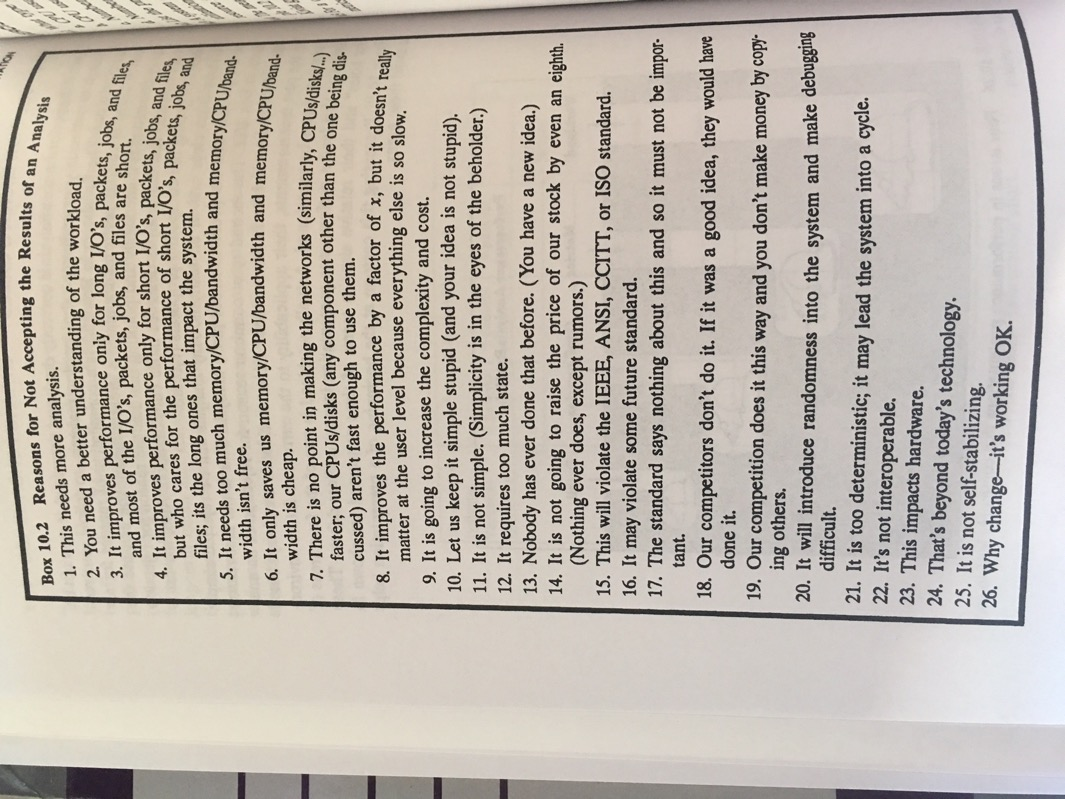 Box 10.2 Reasons for Not Accepting the Results of an Analysis
1. This needs more analysis.
2. You need a better understanding of the workload.
3. It improves performance only for long I/O's, packets, jobs, and files,
and most of the I/O's, packets, jobs, and files are short.
4. It improves performance only for short I/O's, packets, jobs, and files,
but who cares for the performance of short I/O's, packets, jobs, and
files; its the long ones that impact the system.
5. It needs too much memory/CPU/bandwidth and memory/CPU/band-
width isn't free.
6. It only saves us memory/CPU/bandwidth and memory/CPU/band-
width is cheap.
7. There is no point in making the networks (similarly, CPUs/disks/...)
faster; our CPUs/disks (any component other than the one being dis-
cussed) aren't fast enough to use them.
8. It improves the performance by a factor of x, but it doesn't really
matter at the user level because everything else is so slow.
9. It is going to increase the complexity and cost.
10. Let us keep it simple stupid (and your idea is not stupid).
11. It is not simple. (Simplicity is in the eyes of the beholder.)
12. It requires too much state.
13. Nobody has ever done that before. (You have a new idea.)
14. It is not going to raise the price of our stock by even an eighth.
(Nothing ever does, except rumors.)
15. This will violate the IEEE, ANSI, CCITT, or ISO standard.
16. It may violate some future standard.
17. The standard says nothing about this and so it must not be impor-
tant.
18. Our competitors don't do it. If it was a good idea, they would have
done it.
19. Our competition does it this way and you don't make money by copy-
ing others.
20. It will introduce randomness into the system and make debugging
difficult.
21. It is too deterministic; it may lead the system into a cycle.
22. It's not interoperable.
23. This impacts hardware.
24. That's beyond today's technology.
25. It is not self-stabilizing.
26. Why change—it's working OK.